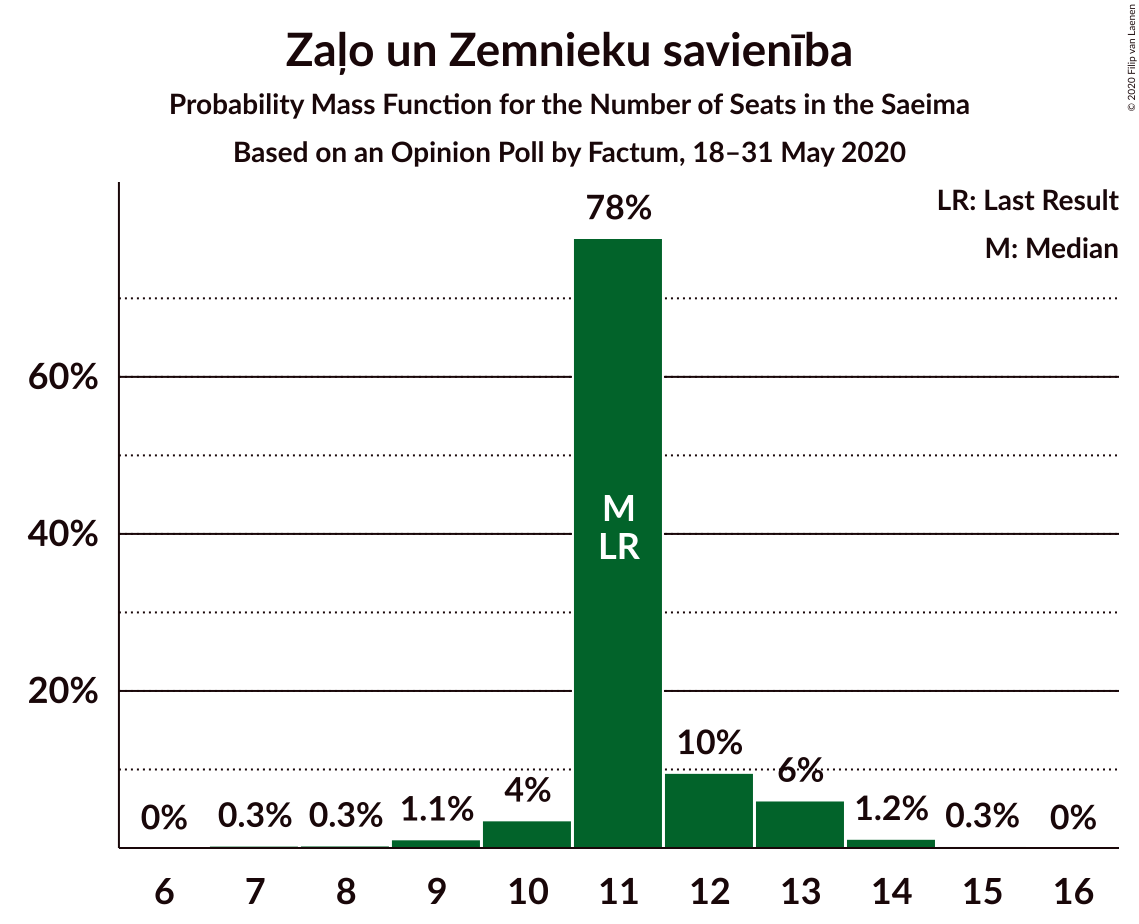 Zaļo un Zemnieku savienība
Probability Mass Function for the Number of Seats in the Saeima
Based on an Opinion Poll by Factum, 18–31 May 2020
© 2020 Filip van Laenen
LR: Last Result
M: Median
78%
60%
M
40%
LR
20%
10%
6%
4%
0%
0.3%
0.3%
1.1%
1.2%
0.3%
0%
6 7 8 9 10 11 12 13 14 15 16